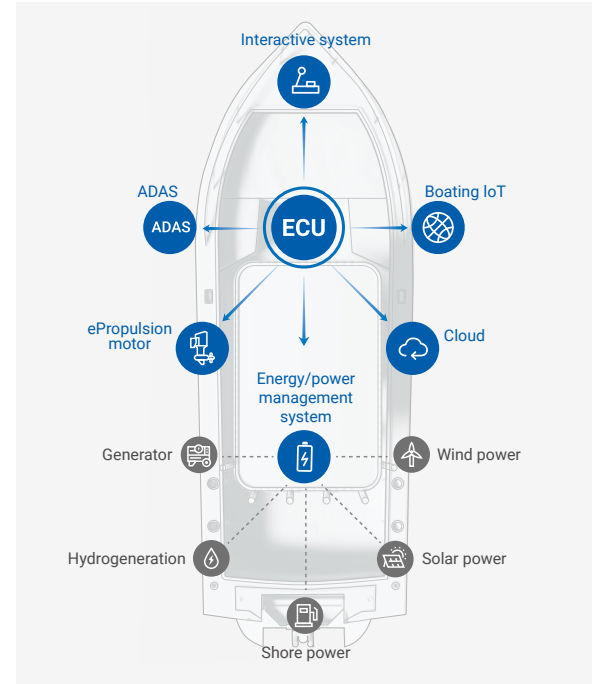 Interactive system
ADAS
Boating IoT
ADAS
ECU
ePropulsion
motor
Cloud
Energy/power
management
system
Generator
Wind power
Hydrogeneration
Solar power
Shore power